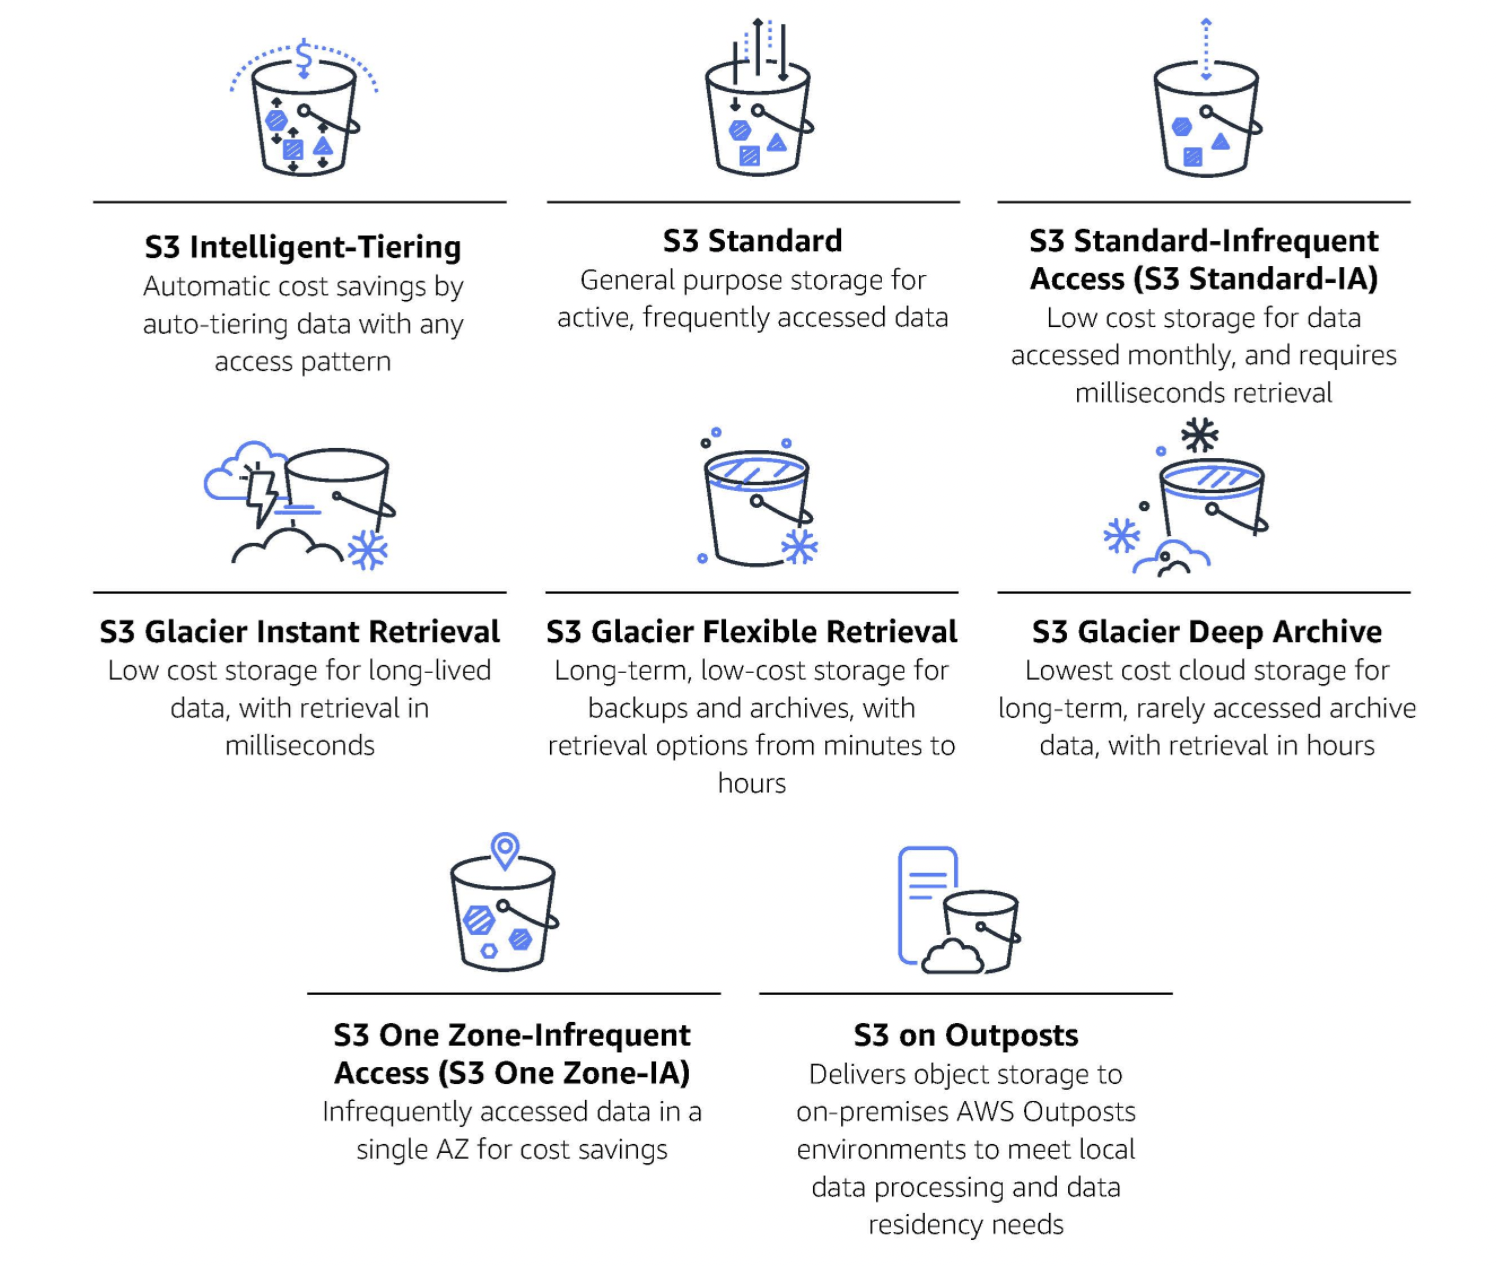 $
S3 Intelligent-Tiering
Automatic cost savings by
auto-tiering data with any
access pattern
S3 Standard
General purpose storage for
active, frequently accessed data
S3 Standard-Infrequent
Access (S3 Standard-IA)
Low cost storage for data
accessed monthly, and requires
milliseconds retrieval
S3 Glacier Instant Retrieval
Low cost storage for long-lived
data, with retrieval in
milliseconds
S3 Glacier Flexible Retrieval
Long-term, low-cost storage for
backups and archives, with
retrieval options from minutes to
hours
S3 Glacier Deep Archive
Lowest cost cloud storage for
long-term, rarely accessed archive
data, with retrieval in hours
S3 One Zone-Infrequent
Access (S3 One Zone-IA)
Infrequently accessed data in a
single AZ for cost savings
S3 on Outposts
Delivers object storage to
on-premises AWS Outposts
environments to meet local
data processing and data
residency needs